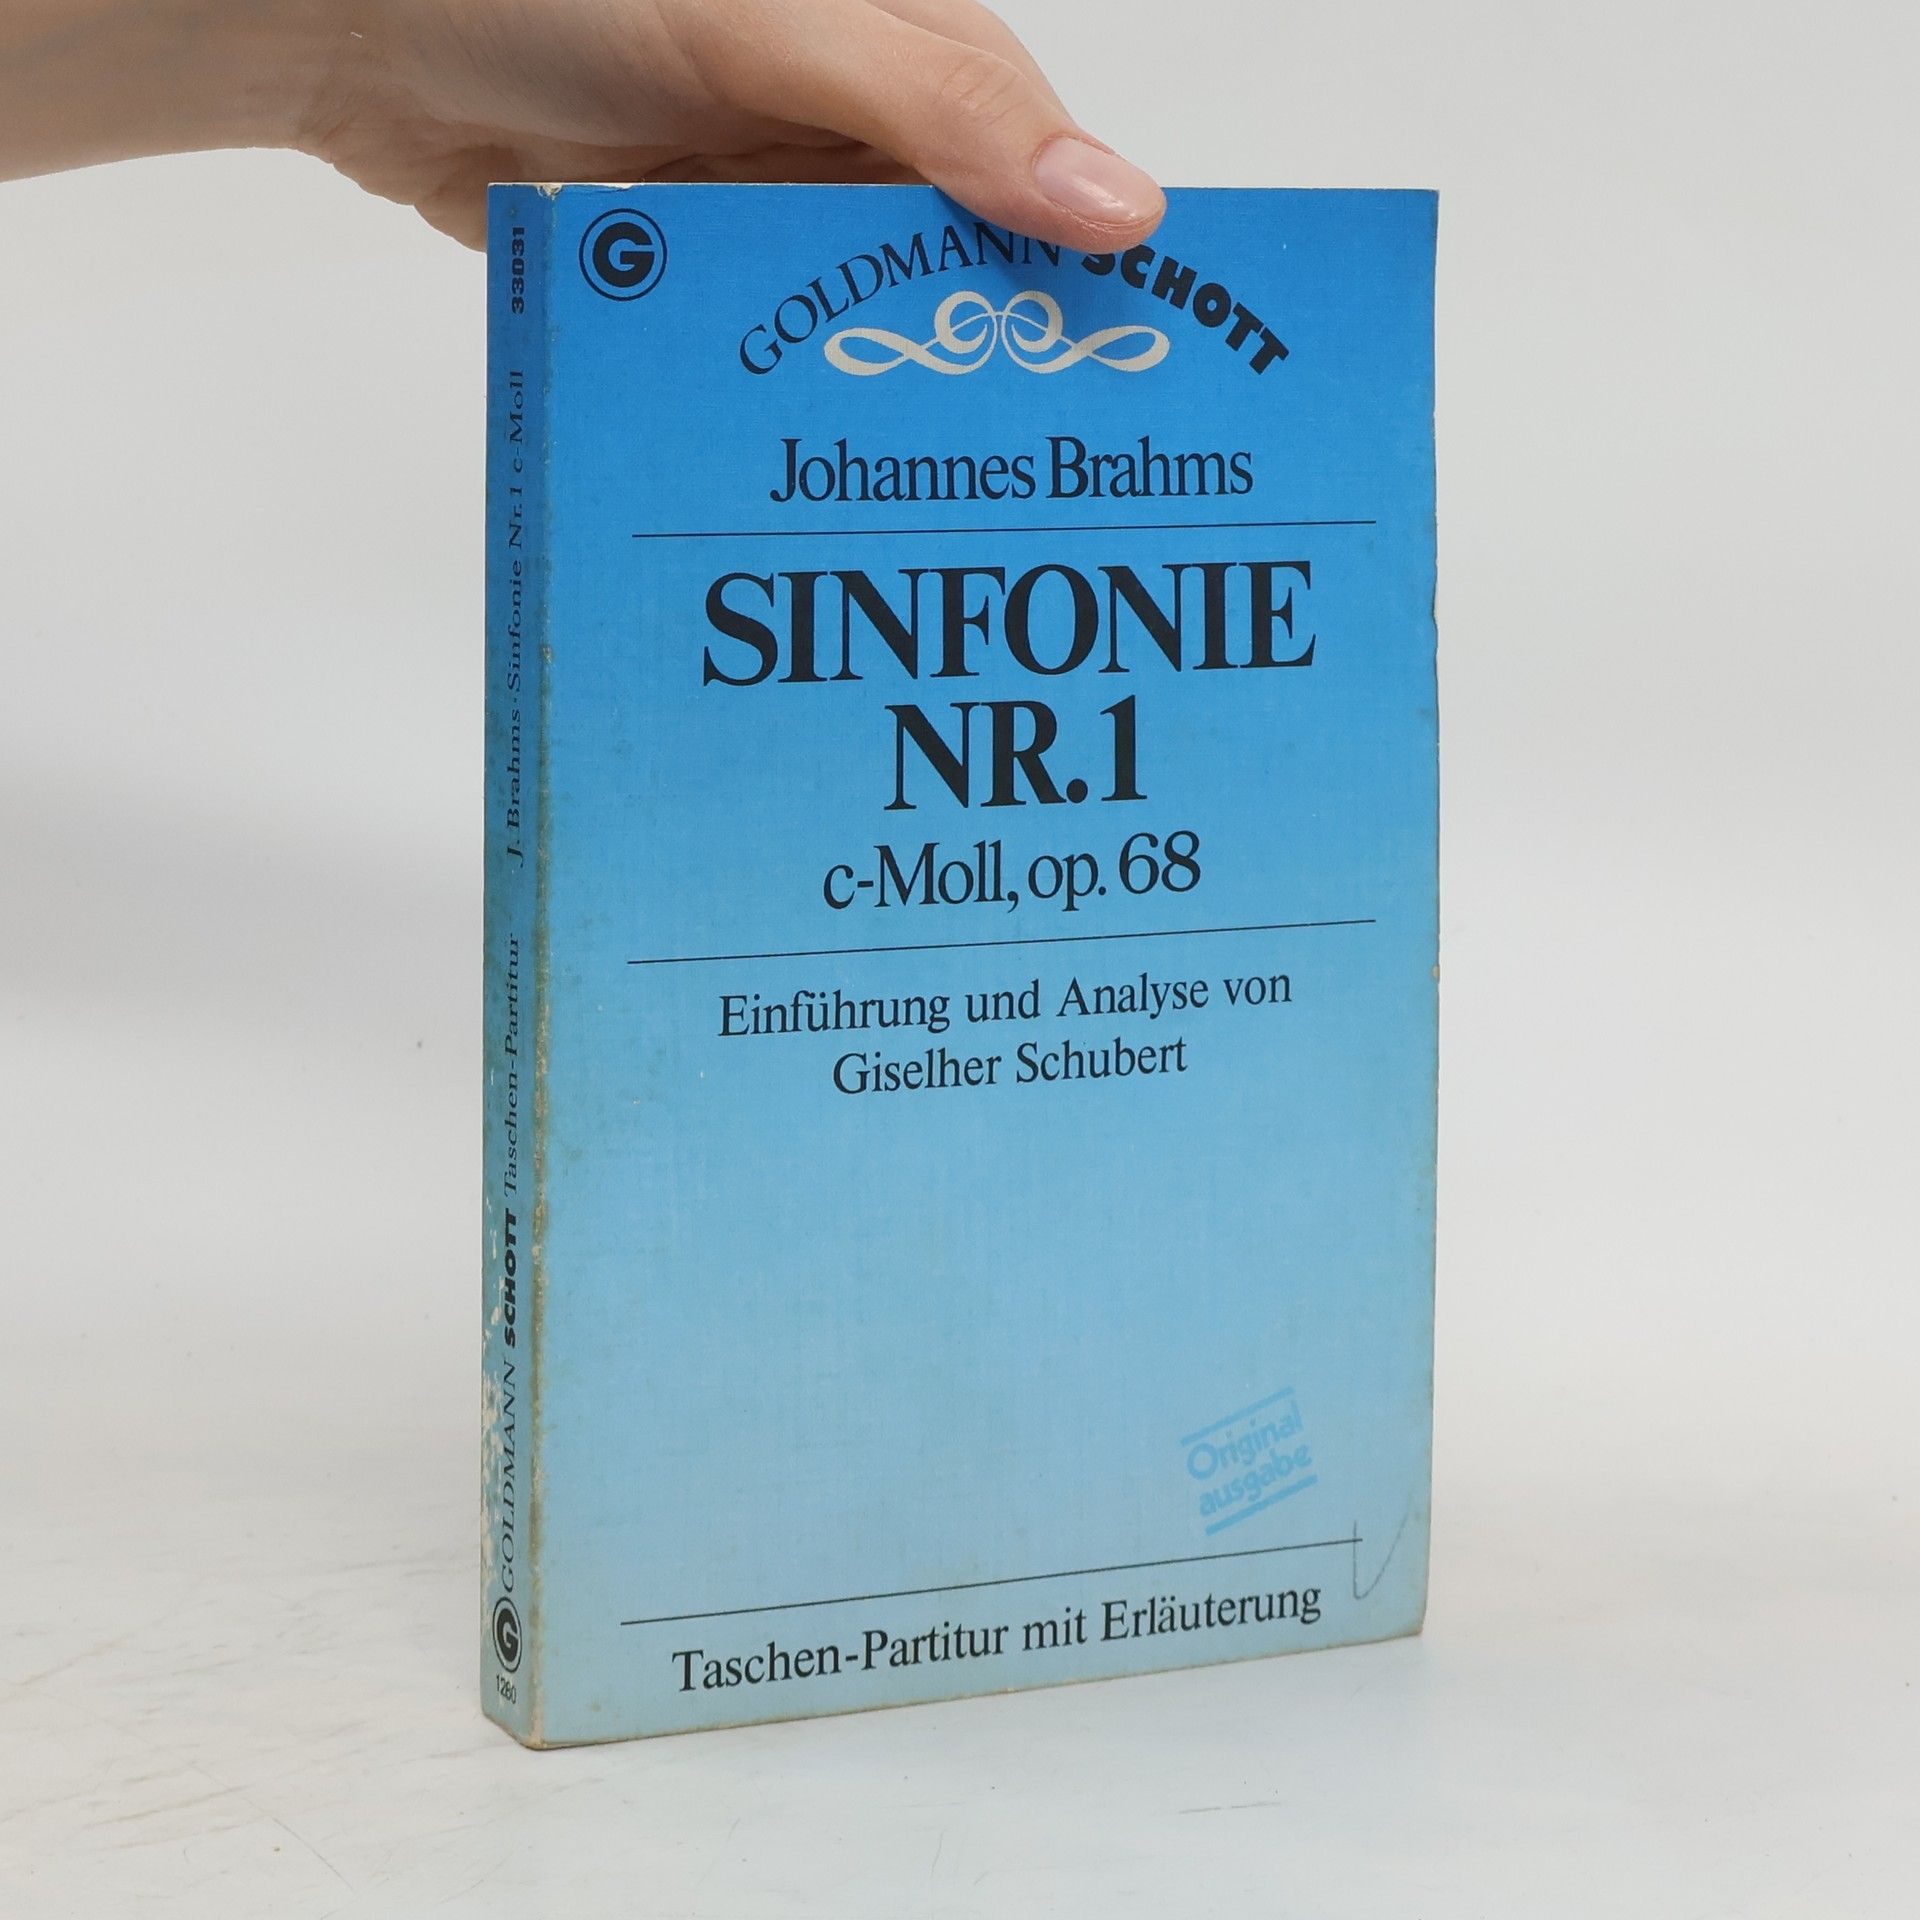 G
GOLDMANN SCHOTT
Johannes Brahms
SINFONIE
NR.1
c-Moll, op. 68
Einführung und Analyse von
Giselher Schubert
Original
ausgabe
Taschen-Partitur mit Erläuterung
33031
J. Brahms · Sinfonie Nr. 1 c-Moll
GOLDMANN SCHOTT Taschen-Partitur
G
1280